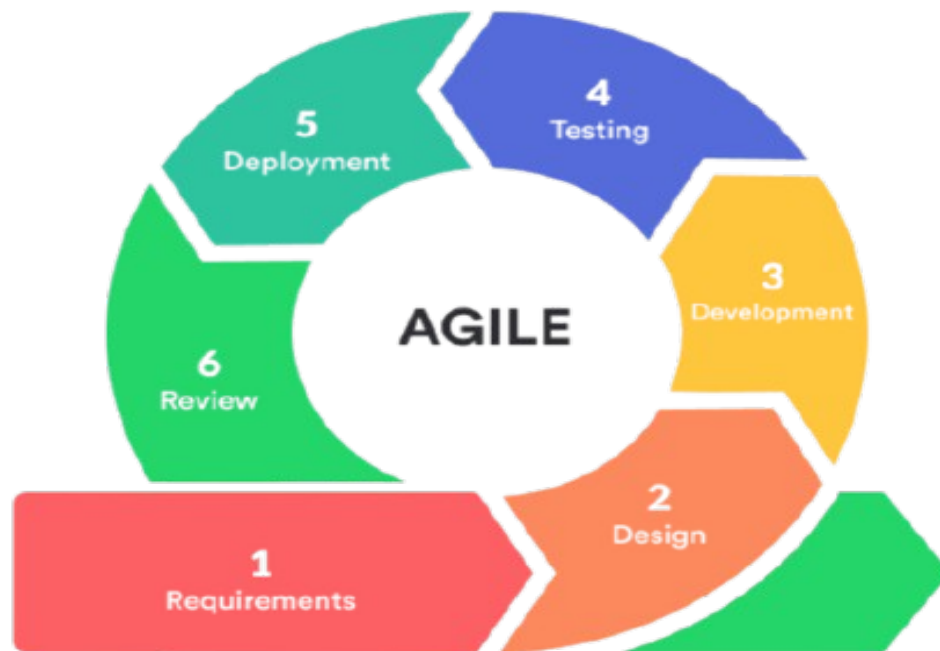 5
Deployment
4
Testing
3
Development
AGILE
6
Review
2
Design
1
Requirements